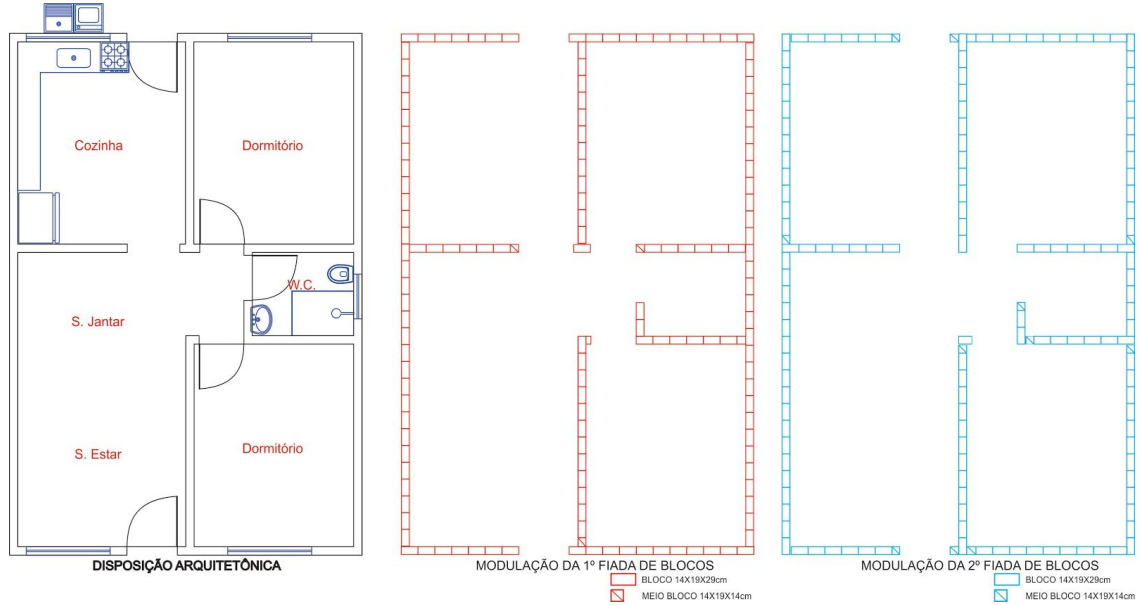 Cozinha
Dormitório
W.C.
S. Jantar
S. Estar
Dormitório
DISPOSIÇÃO ARQUITETÔNICA
MODULAÇÃO DA 1º FIADA DE BLOCOS
BLOCO 14X19X29cm
MEIO BLOCO 14X19X14cm
MODULAÇÃO DA 2º FIADA DE BLOCOS
BLOCO 14X19X29cm
MEIO BLOCO 14X19X14cm